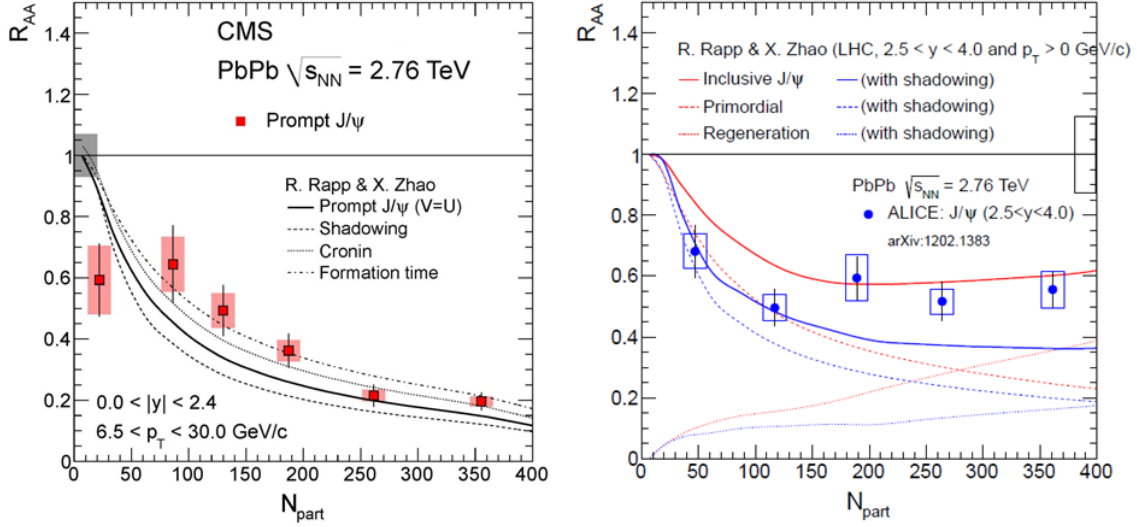 R_AA
1.4
1.2
1
0.8
0.6
0.4
0.2
0
CMS
PbPb √s_NN = 2.76 TeV
Prompt J/ψ
R. Rapp & X. Zhao
Prompt J/ψ (V=U)
Shadowing
Cronin
Formation time
0.0 < |y| < 2.4
6.5 < p_T < 30.0 GeV/c
0 50 100 150 200 250 300 350 400
N_part
R_AA
1.4
1.2
1
0.8
0.6
0.4
0.2
0
R. Rapp & X. Zhao (LHC, 2.5 < y < 4.0 and p_T > 0 GeV/c)
Inclusive J/ψ (with shadowing)
Primordial (with shadowing)
Regeneration (with shadowing)
PbPb √s_NN = 2.76 TeV
ALICE: J/ψ (2.5<y<4.0)
arXiv:1202.1383
0 50 100 150 200 250 300 350 400
N_part